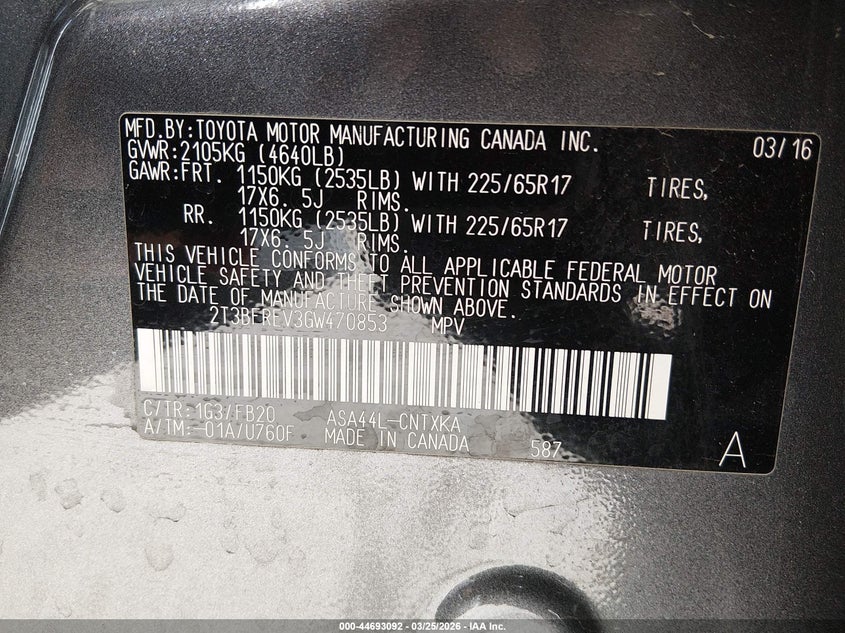 MFD.BY:TOYOTA MOTOR MANUFACTURING CANADA INC. 03/16
GVWR:2105KG (4640LB)
GAWR:FRT. 1150KG (2535LB) WITH 225/65R17 TIRES,
17X6. 5J RIMS.
RR. 1150KG (2535LB) WITH 225/65R17 TIRES,
17X6. 5J RIMS.
THIS VEHICLE CONFORMS TO ALL APPLICABLE FEDERAL MOTOR
VEHICLE SAFETY AND THEFT PREVENTION STANDARDS IN EFFECT ON
THE DATE OF MANUFACTURE SHOWN ABOVE.
2T3BFREV3GW470853 MPV
C/TR:1G3/FB20 ASA44L-CNTXKA
A/TM:-01A/U760F MADE IN CANADA 587 A
000-44693092 - 03/25/2026 - IAA Inc.